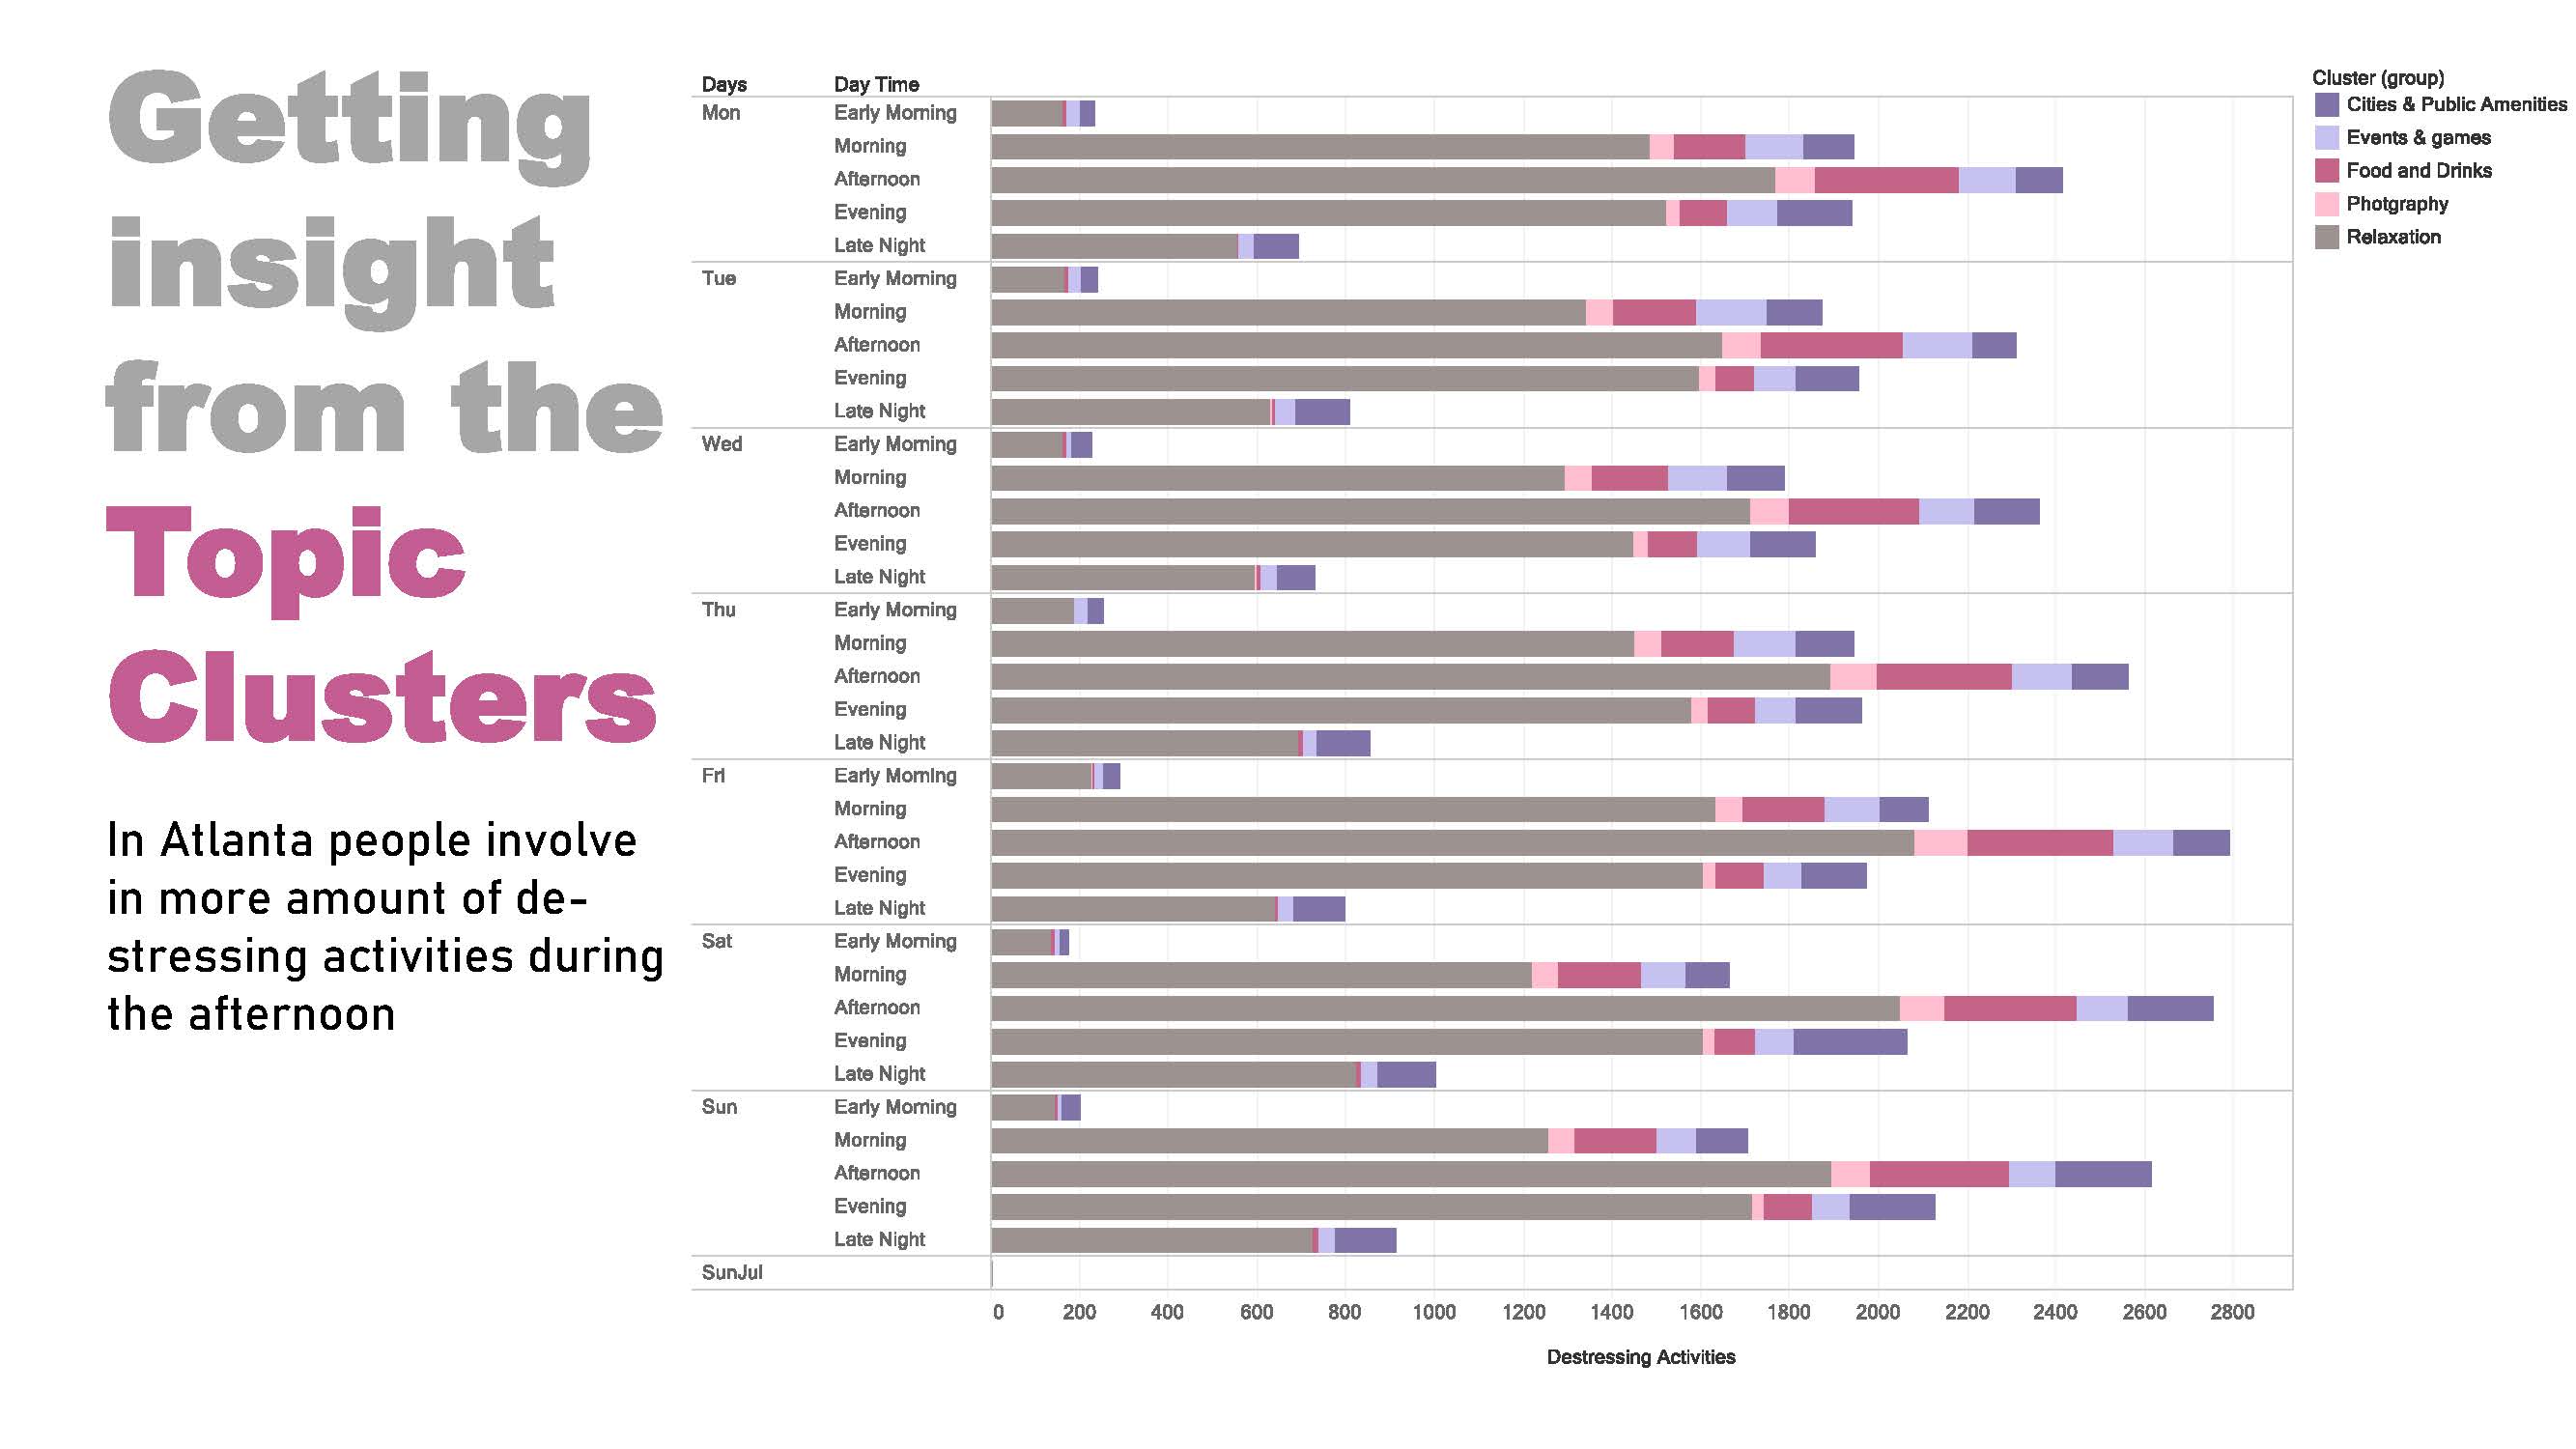 Getting
insight
from the
Topic
Clusters
In Atlanta people involve
in more amount of de-
stressing activities during
the afternoon
Days Day Time
Mon Early Morning
Morning
Afternoon
Evening
Late Night
Tue Early Morning
Morning
Afternoon
Evening
Late Night
Wed Early Morning
Morning
Afternoon
Evening
Late Night
Thu Early Morning
Morning
Afternoon
Evening
Late Night
Fri Early Morning
Morning
Afternoon
Evening
Late Night
Sat Early Morning
Morning
Afternoon
Evening
Late Night
Sun Early Morning
Morning
Afternoon
Evening
Late Night
SunJul
0 200 400 600 800 1000 1200 1400 1600 1800 2000 2200 2400 2600 2800
Destressing Activities
Cluster (group)
Cities & Public Amenities
Events & games
Food and Drinks
Photgraphy
Relaxation